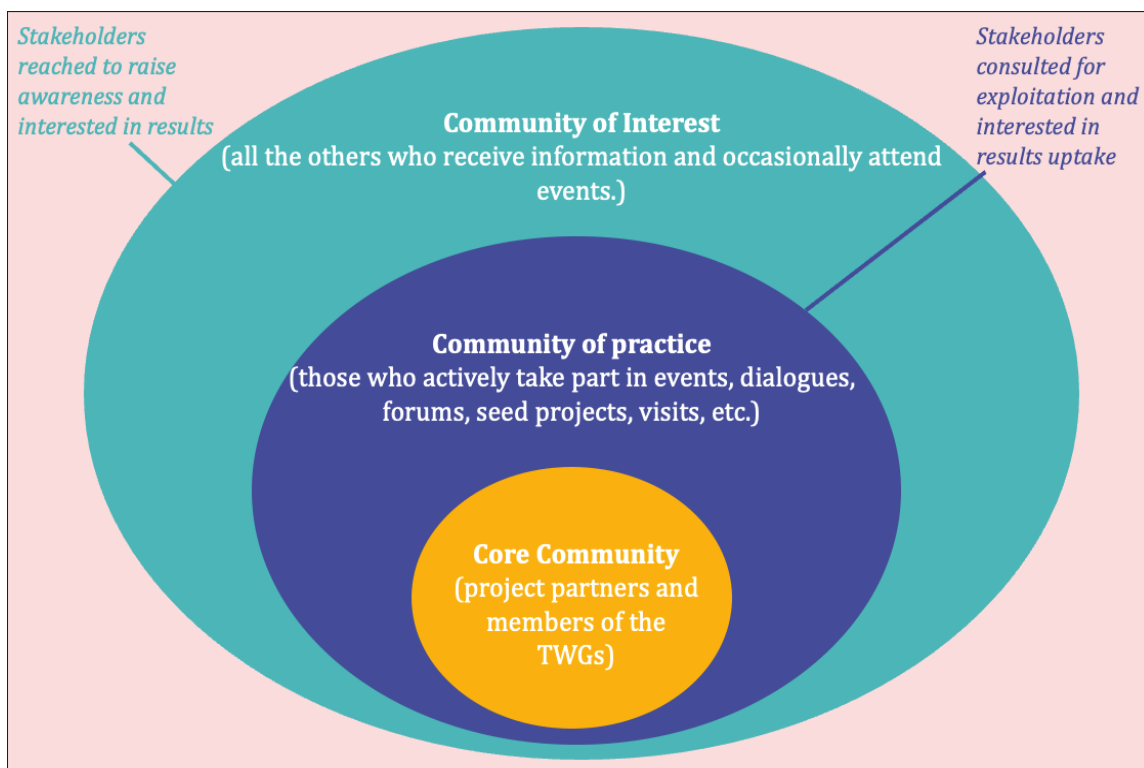 Stakeholders
reached to raise
awareness and
interested in results
Stakeholders
consulted for
exploitation and
interested in
results uptake
Community of Interest
(all the others who receive information and occasionally attend
events.)
Community of practice
(those who actively take part in events, dialogues,
forums, seed projects, visits, etc.)
Core Community
(project partners and
members of the
TWGs)